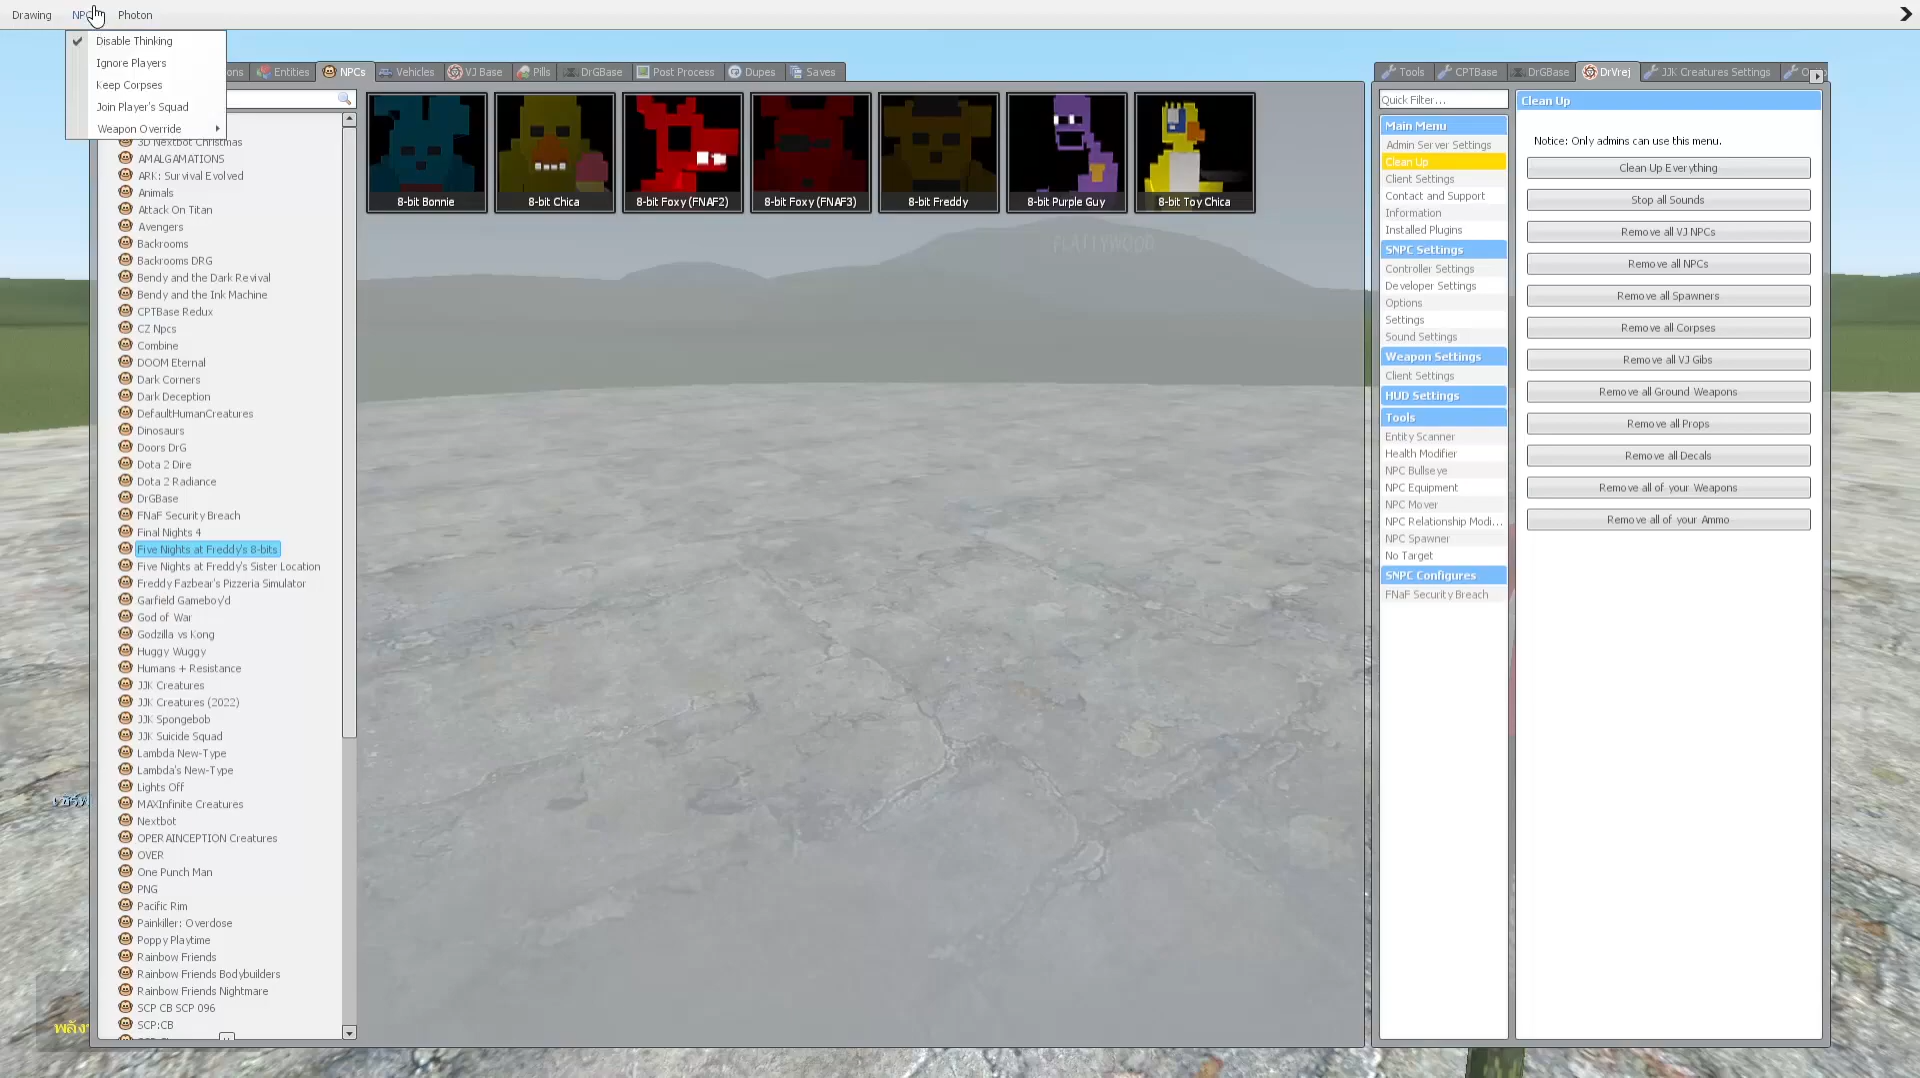 Drawing
Photon
Disable Thinking
Ignore Players
Keep Corpses
Join Player's Squad
Weapon Override
Entities
NPCs
Vehicles
VJ Base
Pills
DrGBase
Post Process
Dupes
Saves
3D Nextbot Christmas
AMALGAMATIONS
ARK: Survival Evolved
Animals
Attack On Titan
Avengers
Backrooms
Backrooms DRG
Bendy and the Dark Revival
Bendy and the Ink Machine
CPTBase Redux
CZ Npcs
Combine
DOOM Eternal
Dark Corners
Dark Deception
DefaultHumanCreatures
Dinosaurs
Doors DrG
Dota 2 Dire
Dota 2 Radiance
DrGBase
FNaF Security Breach
Final Nights 4
Five Nights at Freddy's 8-bits
Five Nights at Freddy's Sister Location
Freddy Fazbear's Pizzeria Simulator
Garfield Gameboy'd
God of War
Godzilla vs Kong
Huggy Wuggy
Humans + Resistance
JJK Creatures
JJK Creatures (2022)
JJK Spongebob
JJK Suicide Squad
Lambda New-Type
Lambda's New-Type
Lights Off
MAXInfinite Creatures
Nextbot
OPERAINCEPTION Creatures
OVER
One Punch Man
PNG
Pacific Rim
Painkiller: Overdose
Poppy Playtime
Rainbow Friends
Rainbow Friends Bodybuilders
Rainbow Friends Nightmare
SCP CB SCP 096
SCP:CB
8-bit Bonnie
8-bit Chica
8-bit Foxy (FNAF2)
8-bit Foxy (FNAF3)
8-bit Freddy
8-bit Purple Guy
8-bit Toy Chica
FLATTYWOOD
Tools
CPTBase
DrGBase
DrVrej
JJK Creatures Settings
Quick Filter...
Main Menu
Admin Server Settings
Clean Up
Client Settings
Contact and Support
Information
Installed Plugins
SNPC Settings
Controller Settings
Developer Settings
Options
Settings
Sound Settings
Weapon Settings
Client Settings
HUD Settings
Tools
Entity Scanner
Health Modifier
NPC Bullseye
NPC Equipment
NPC Mover
NPC Relationship Modi...
NPC Spawner
No Target
SNPC Configures
FNaF Security Breach
Clean Up
Notice: Only admins can use this menu.
Clean Up Everything
Stop all Sounds
Remove all VJ NPCs
Remove all NPCs
Remove all Spawners
Remove all Corpses
Remove all VJ Gibs
Remove all Ground Weapons
Remove all Props
Remove all Decals
Remove all of your Weapons
Remove all of your Ammo